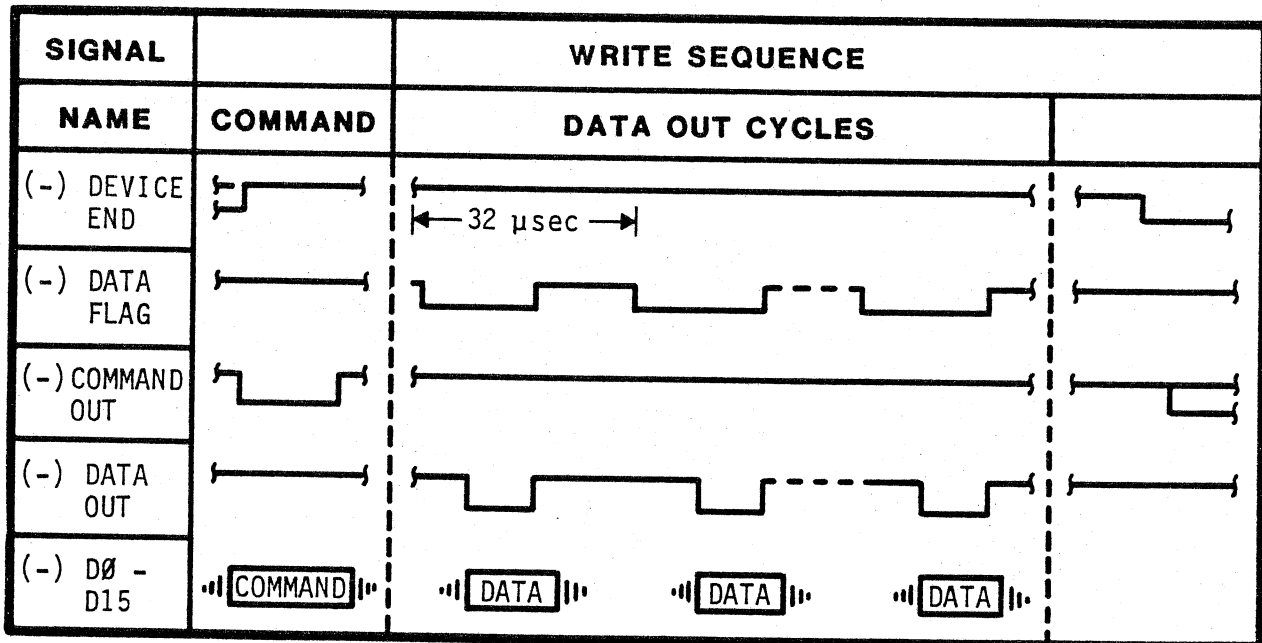 SIGNAL
WRITE SEQUENCE
NAME
COMMAND
DATA OUT CYCLES
(-) DEVICE
END
32 µsec
(-) DATA
FLAG
(-)COMMAND
OUT
(-) DATA
OUT
(-) DØ -
D15
COMMAND
DATA
DATA
DATA